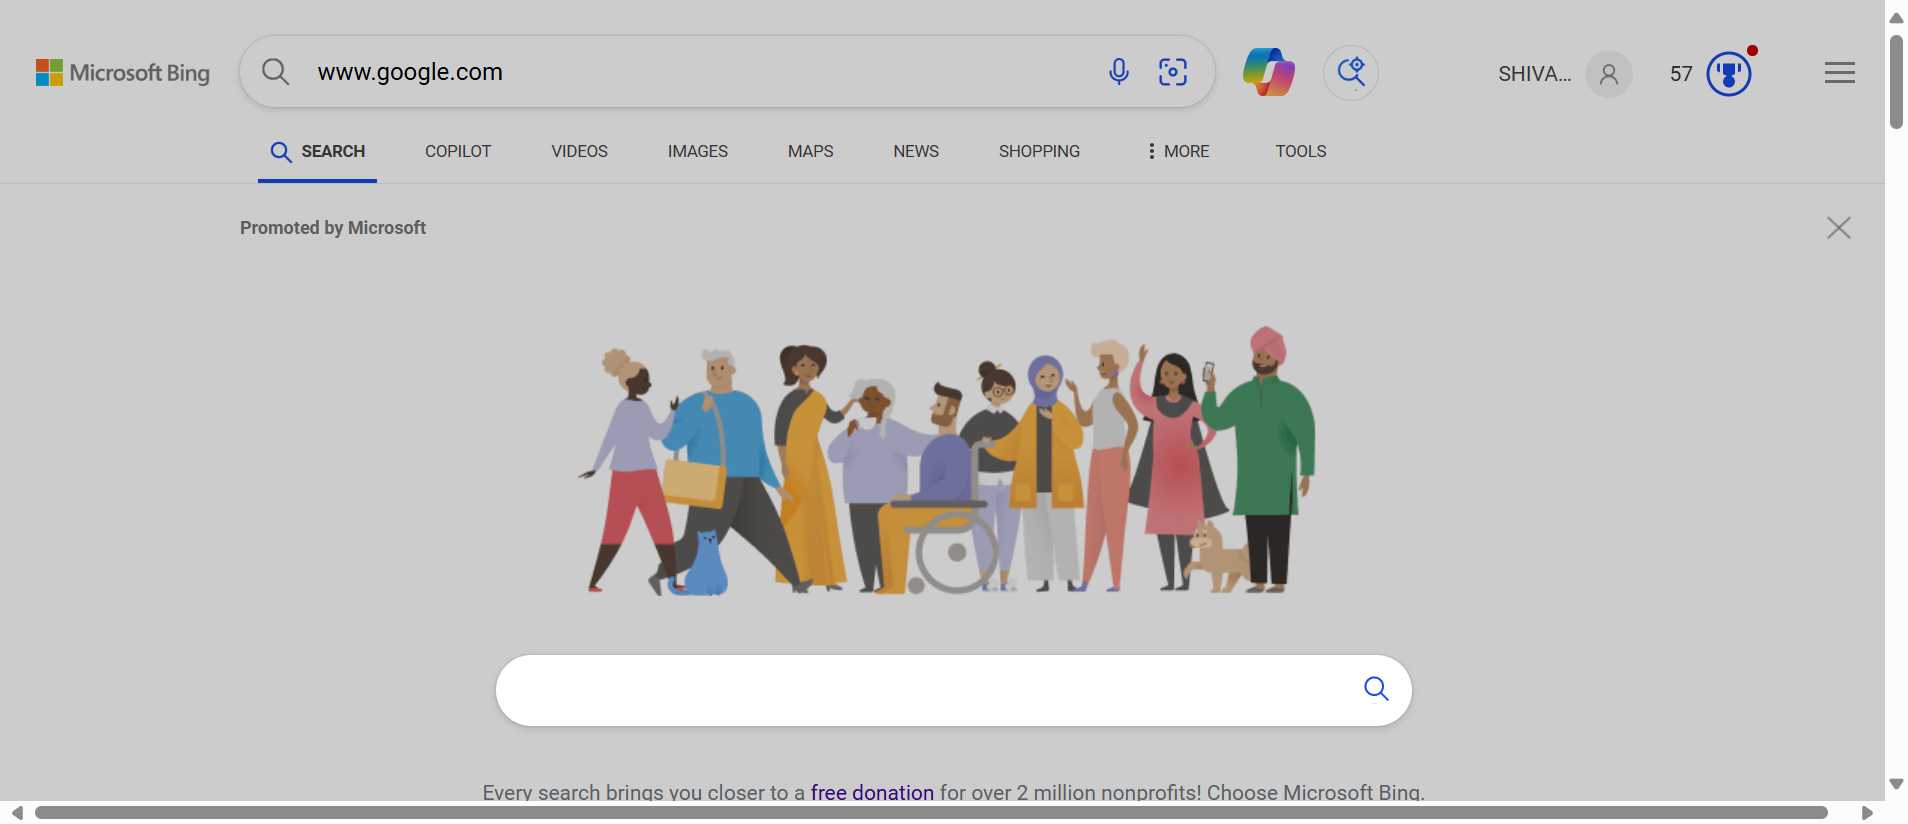 Microsoft Bing
www.google.com
SHIVA...
57
SEARCH
COPILOT
VIDEOS
IMAGES
MAPS
NEWS
SHOPPING
MORE
TOOLS
Promoted by Microsoft
Every search brings you closer to a free donation for over 2 million nonprofits! Choose Microsoft Bing.